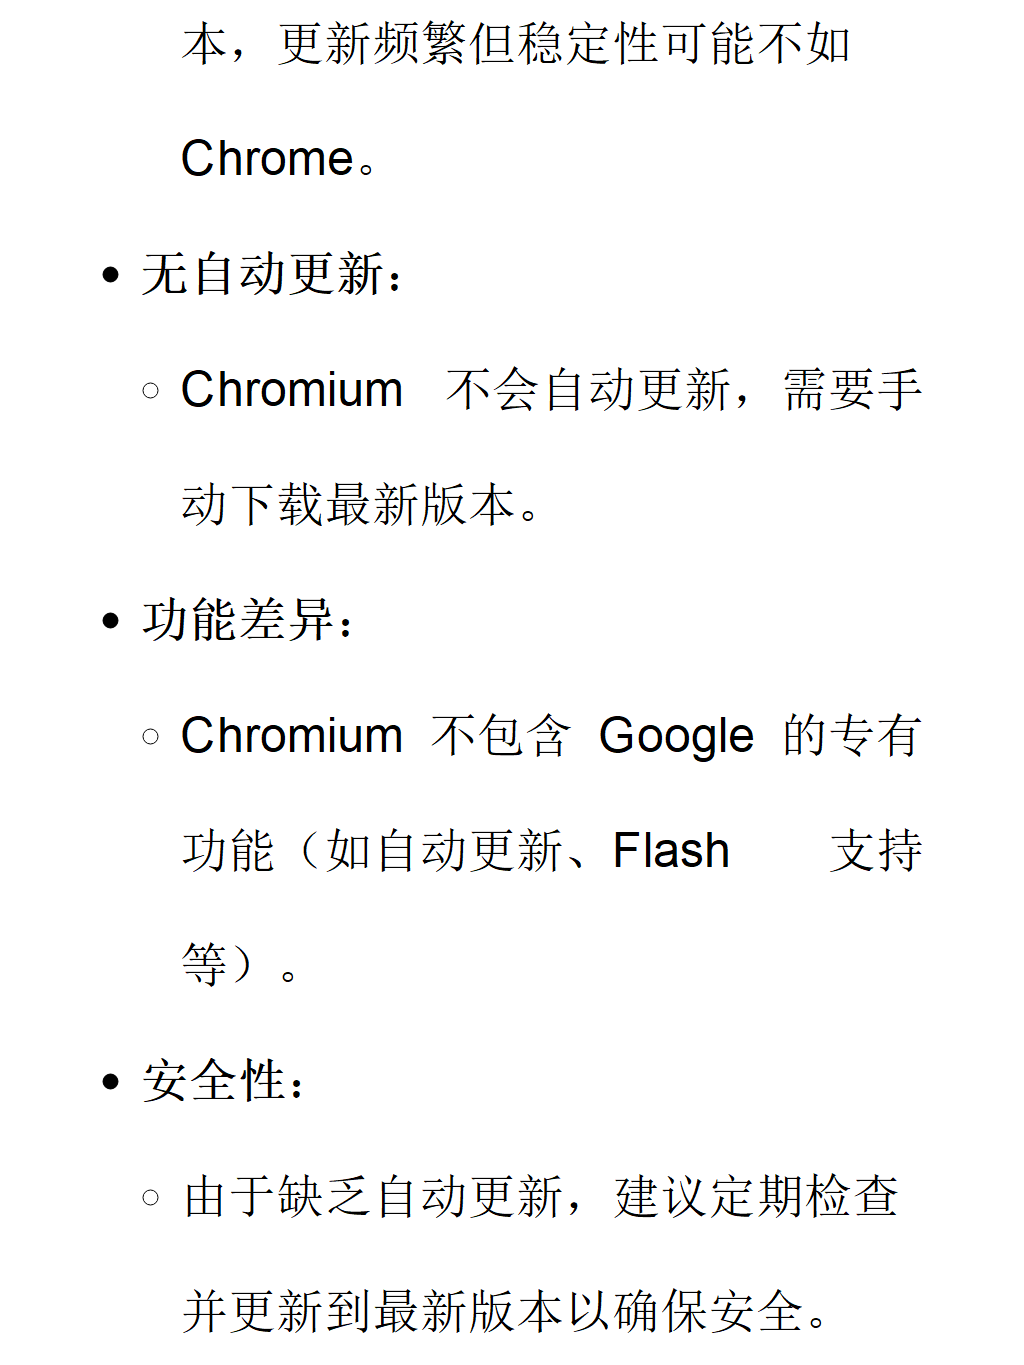 本，更新频繁但稳定性可能不如
Chrome。
• 无自动更新：
○ Chromium 不会自动更新，需要手
动下载最新版本。
• 功能差异：
○ Chromium 不包含 Google 的专有
功能（如自动更新、Flash 支持
等）。
• 安全性：
○ 由于缺乏自动更新，建议定期检查
并更新到最新版本以确保安全。